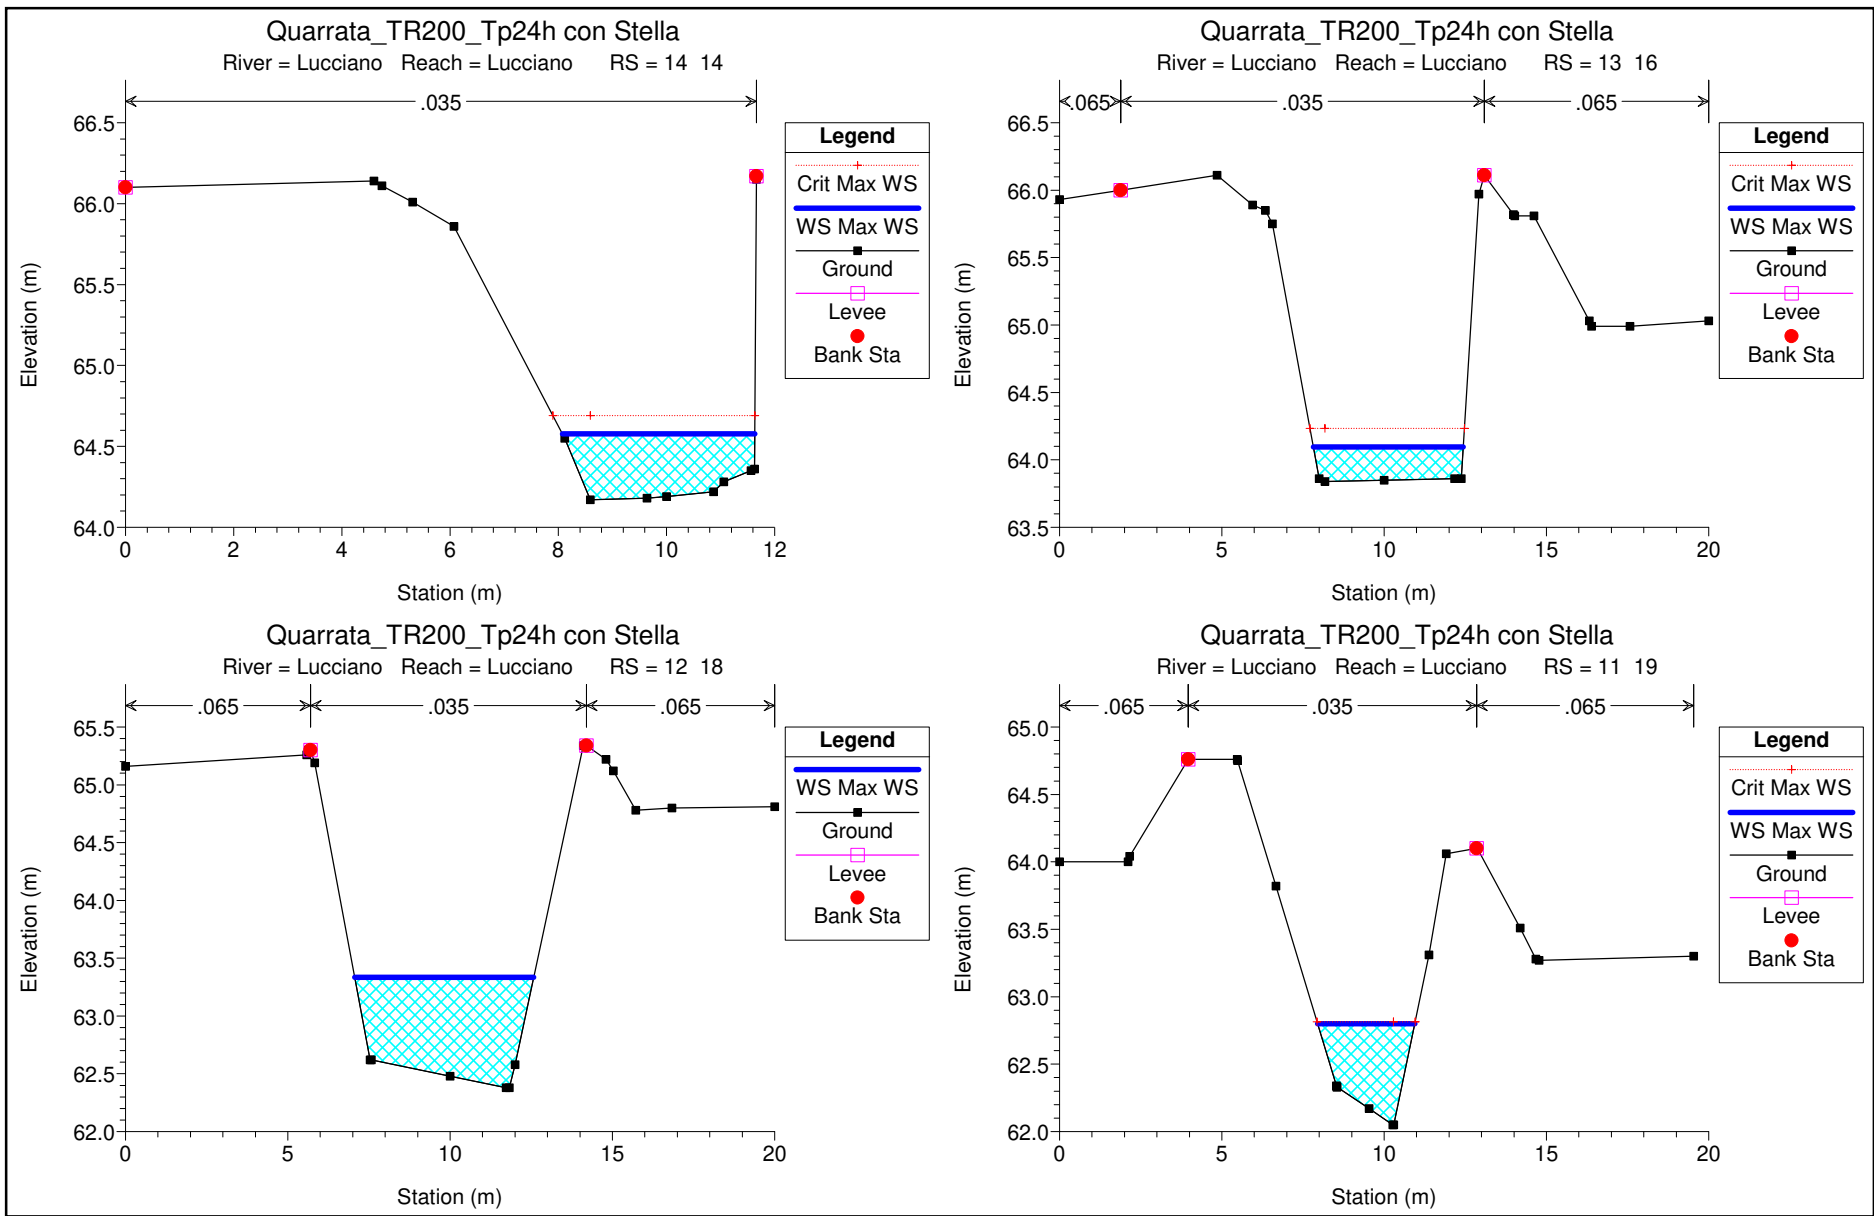 Quarrata_TR200_Tp24h con Stella
River = Lucciano Reach = Lucciano RS = 14 14
.035
66.5
66.0
65.5
65.0
64.5
64.0
Elevation (m)
0 2 4 6 8 10 12
Station (m)
Legend
Crit Max WS
WS Max WS
Ground
Levee
Bank Sta
Quarrata_TR200_Tp24h con Stella
River = Lucciano Reach = Lucciano RS = 13 16
.065 .035 .065
66.5
66.0
65.5
65.0
64.5
64.0
63.5
Elevation (m)
0 5 10 15 20
Station (m)
Legend
Crit Max WS
WS Max WS
Ground
Levee
Bank Sta
Quarrata_TR200_Tp24h con Stella
River = Lucciano Reach = Lucciano RS = 12 18
.065 .035 .065
65.5
65.0
64.5
64.0
63.5
63.0
62.5
62.0
Elevation (m)
0 5 10 15 20
Station (m)
Legend
WS Max WS
Ground
Levee
Bank Sta
Quarrata_TR200_Tp24h con Stella
River = Lucciano Reach = Lucciano RS = 11 19
.065 .035 .065
65.0
64.5
64.0
63.5
63.0
62.5
62.0
Elevation (m)
0 5 10 15 20
Station (m)
Legend
Crit Max WS
WS Max WS
Ground
Levee
Bank Sta